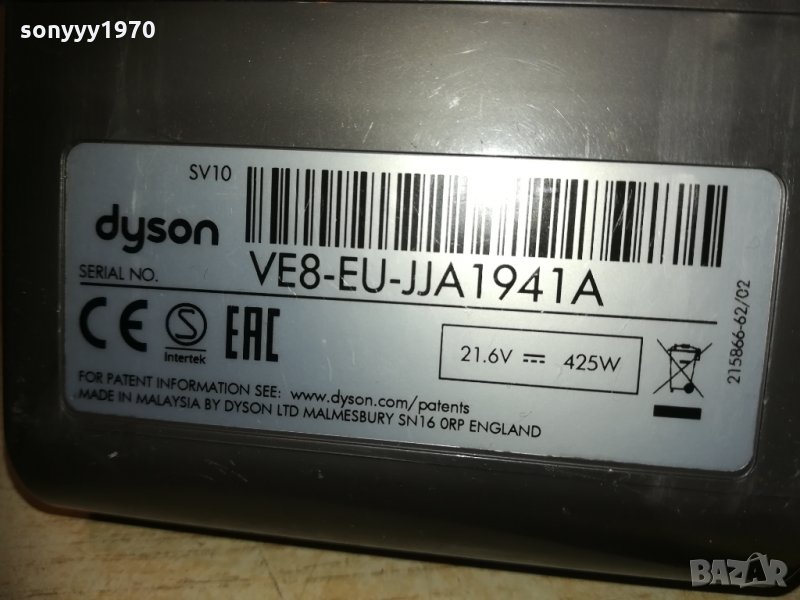 sonyyy1970
SV10
dyson
SERIAL NO. VE8-EU-JJA1941A
CE
S
Intertek
EAC
21.6V 425W
215866-62/02
FOR PATENT INFORMATION SEE: www.dyson.com/patents
MADE IN MALAYSIA BY DYSON LTD MALMESBURY SN16 0RP ENGLAND
BAZAR